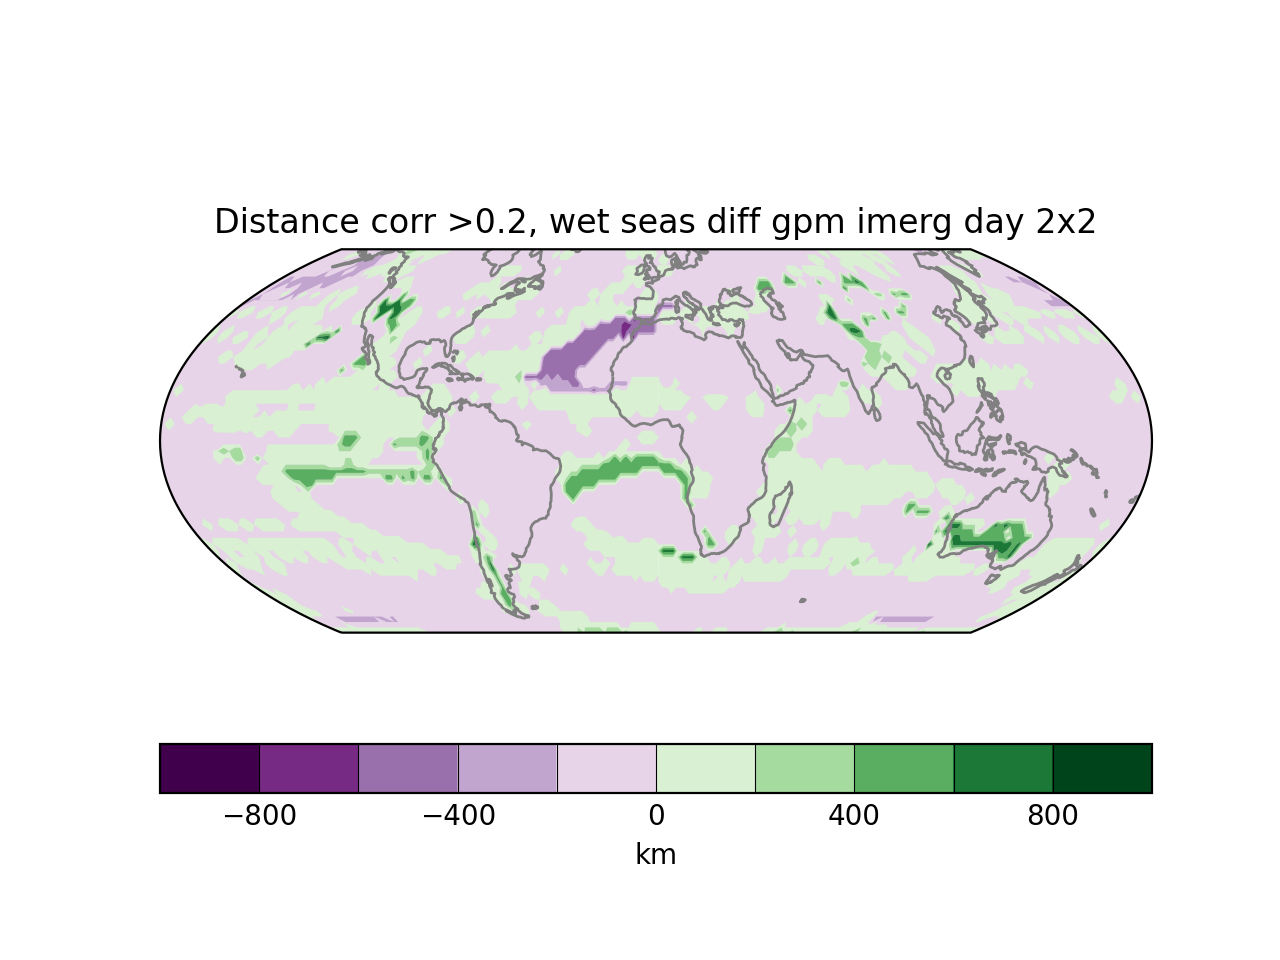 Distance corr >0.2, wet seas diff gpm imerg day 2x2
−800 −400 0 400 800
km